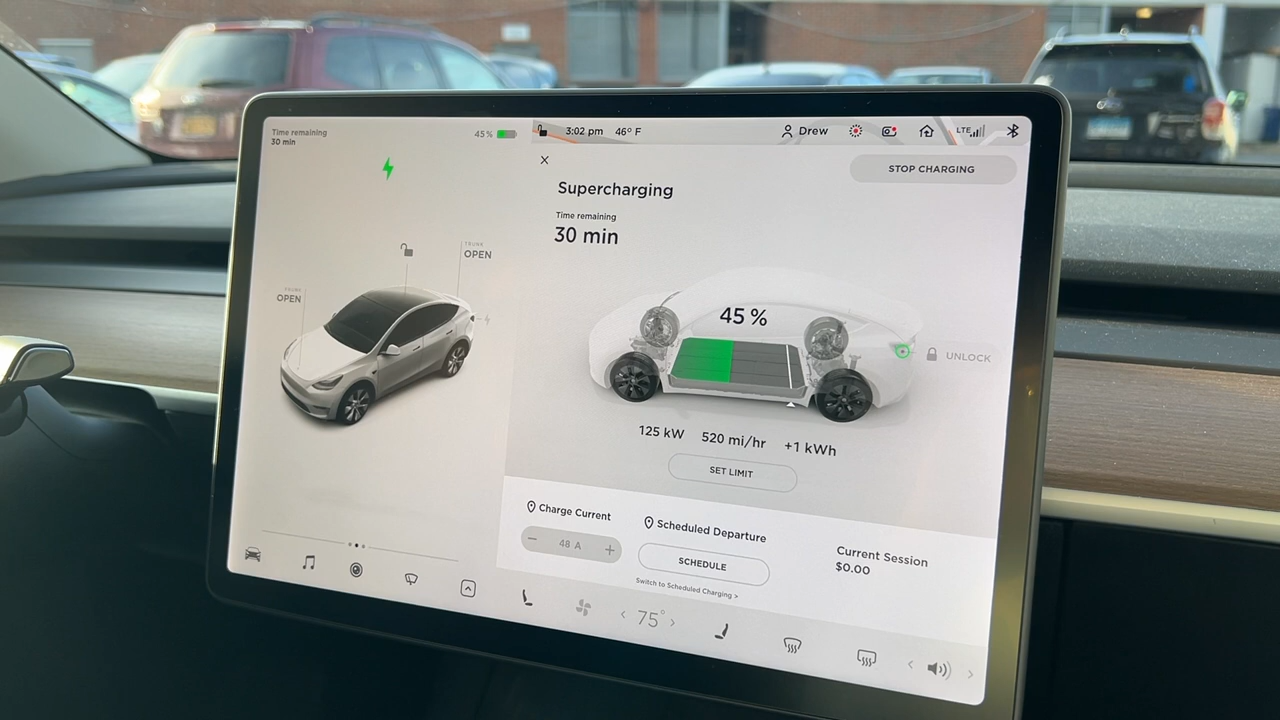 Time remaining
30 min
45%
3:02 pm 46° F
Drew
LTE
STOP CHARGING
Supercharging
Time remaining
30 min
TRUNK
OPEN
OPEN
45 %
UNLOCK
125 kW 520 mi/hr +1 kWh
SET LIMIT
Charge Current
− 48 A +
Scheduled Departure
SCHEDULE
Switch to Scheduled Charging >
Current Session
$0.00
< 75° >
< >